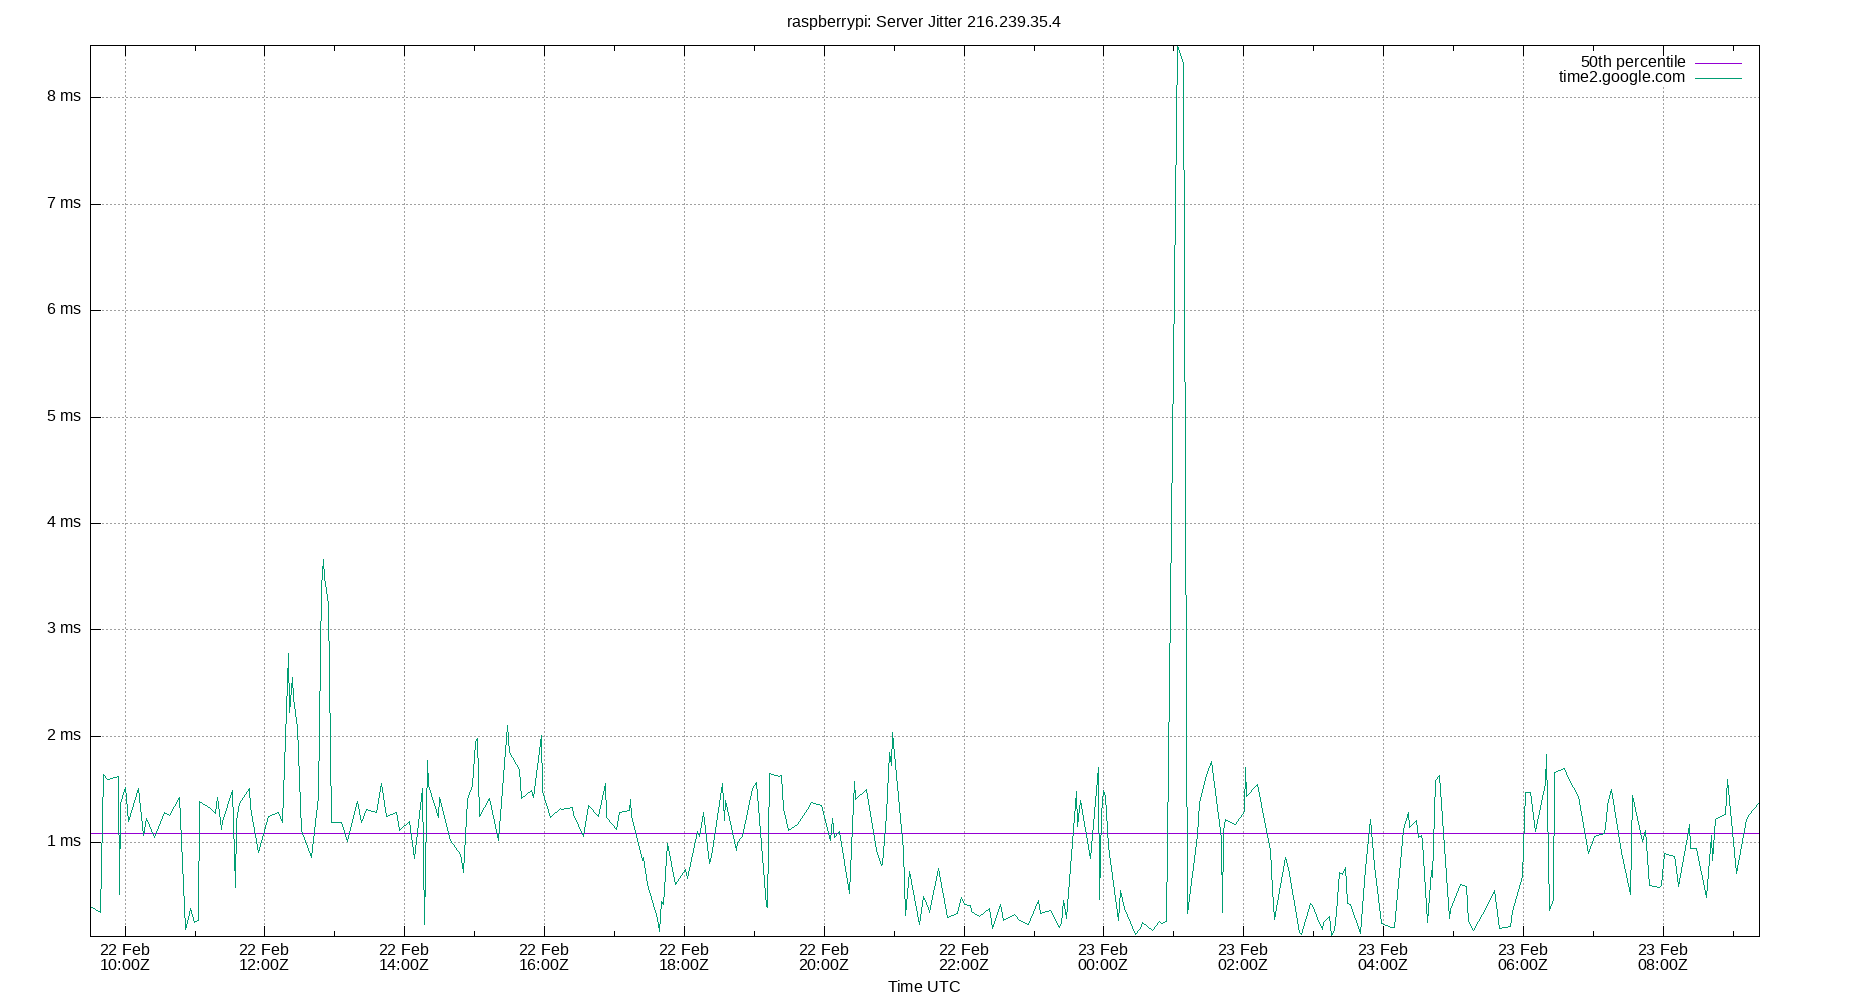 raspberrypi: Server Jitter 216.239.35.4
50th percentile
time2.google.com
8 ms
7 ms
6 ms
5 ms
4 ms
3 ms
2 ms
1 ms
22 Feb 22 Feb 22 Feb 22 Feb 22 Feb 22 Feb 22 Feb 23 Feb 23 Feb 23 Feb 23 Feb 23 Feb
10:00Z 12:00Z 14:00Z 16:00Z 18:00Z 20:00Z 22:00Z 00:00Z 02:00Z 04:00Z 06:00Z 08:00Z
Time UTC